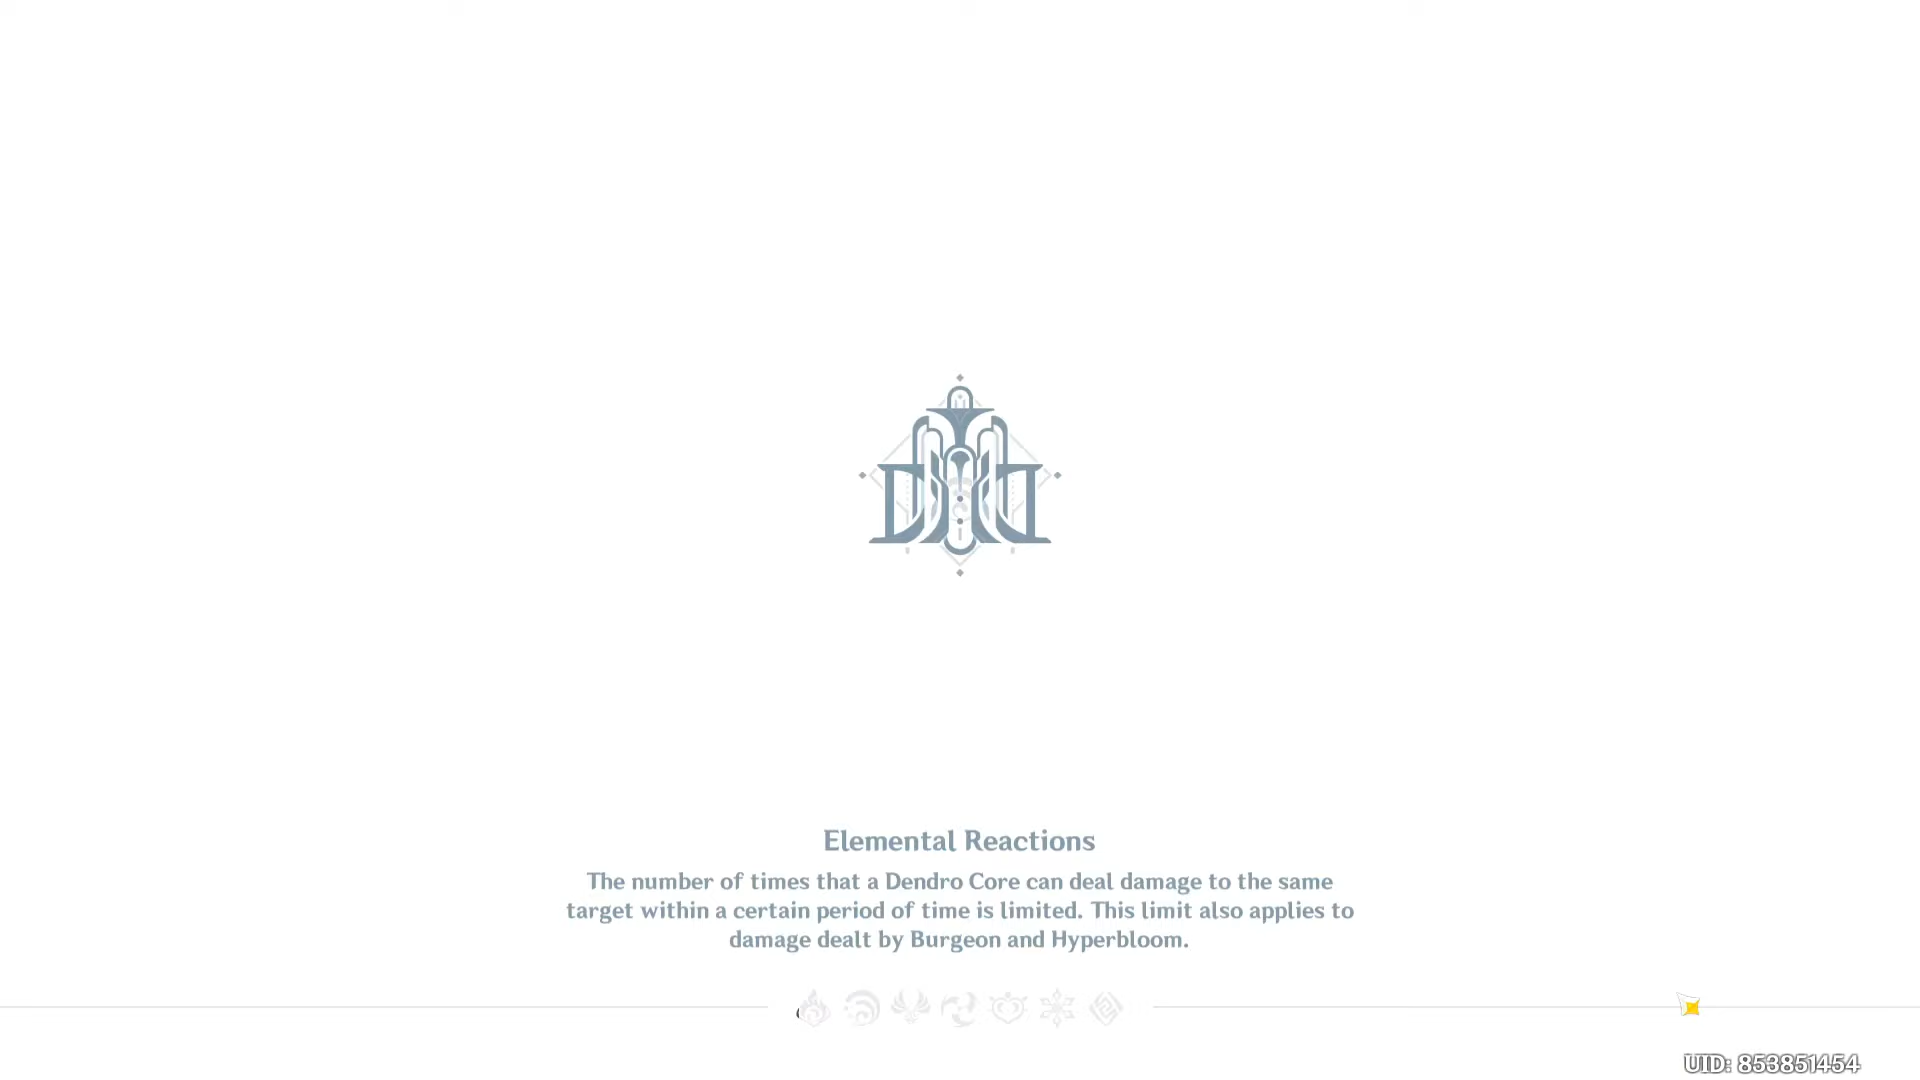 Elemental Reactions
The number of times that a Dendro Core can deal damage to the same
target within a certain period of time is limited. This limit also applies to
damage dealt by Burgeon and Hyperbloom.
UID: 853851454